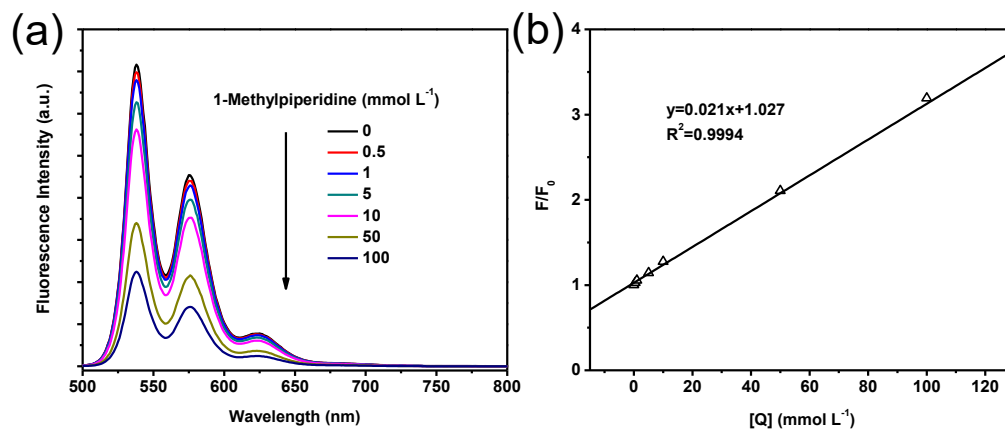 (a)
Fluorescence Intensity (a.u.)
1-Methylpiperidine (mmol L⁻¹)
0
0.5
1
5
10
50
100
500 550 600 650 700 750 800
Wavelength (nm)
(b)
F/F₀
4
3
2
1
0
y=0.021x+1.027
R²=0.9994
0 20 40 60 80 100 120
[Q] (mmol L⁻¹)